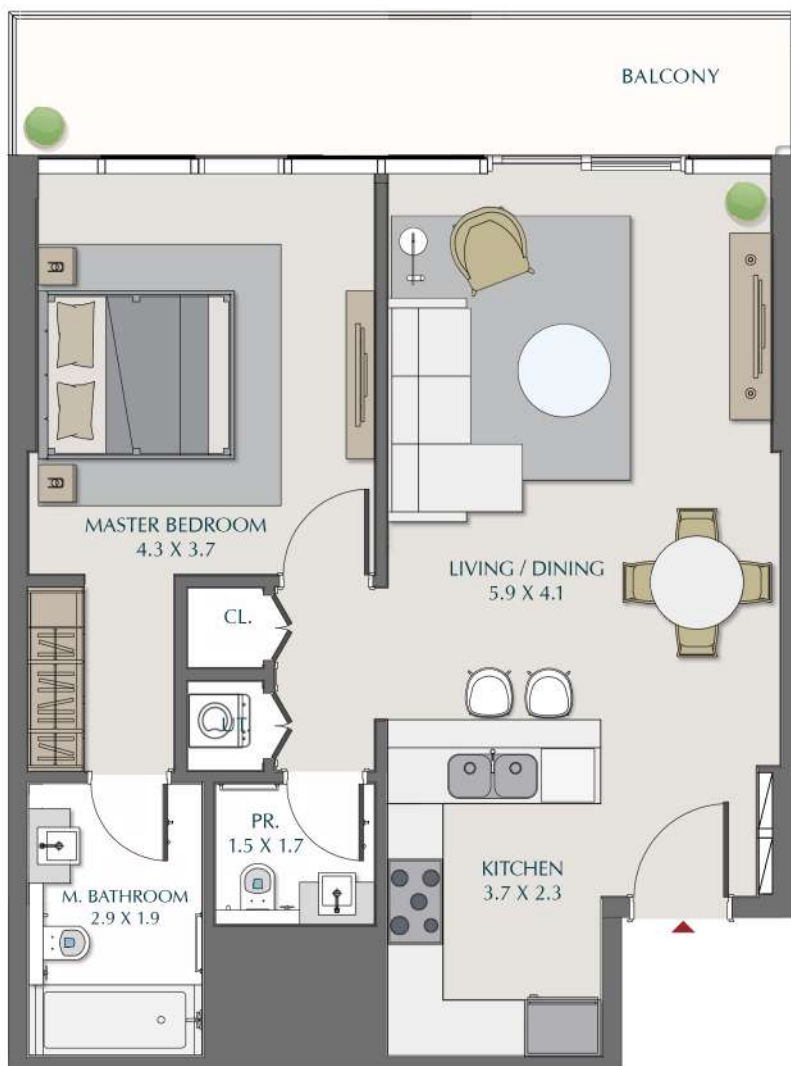 BALCONY
MASTER BEDROOM
4.3 X 3.7
LIVING / DINING
5.9 X 4.1
CL.
UT.
PR.
1.5 X 1.7
KITCHEN
3.7 X 2.3
M. BATHROOM
2.9 X 1.9